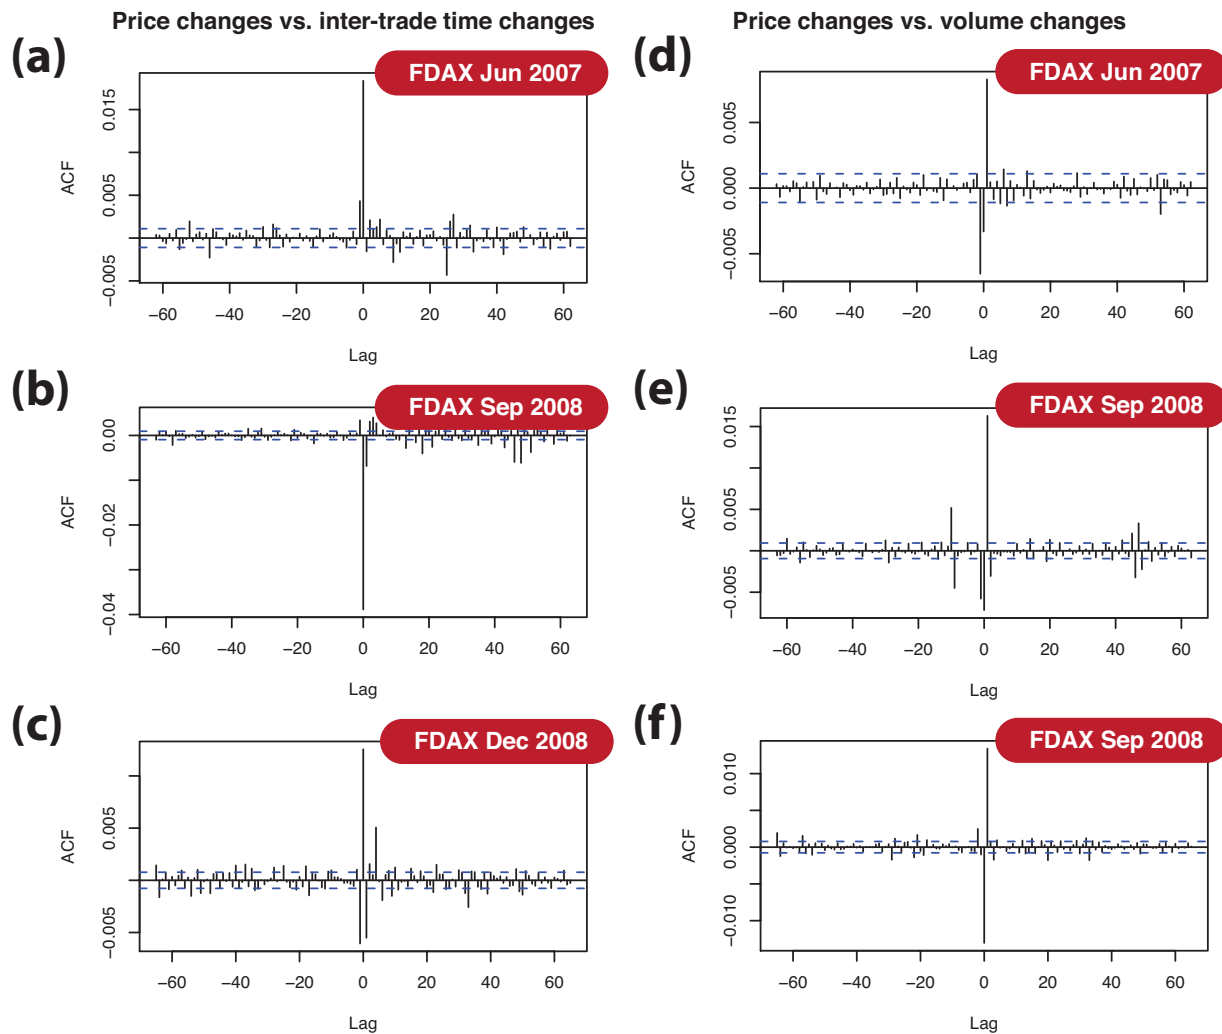 Price changes vs. inter-trade time changes
Price changes vs. volume changes
(a)
FDAX Jun 2007
ACF
0.015
0.005
−0.005
−60 −40 −20 0 20 40 60
Lag
(d)
FDAX Jun 2007
ACF
0.005
0.000
−0.005
−60 −40 −20 0 20 40 60
Lag
(b)
FDAX Sep 2008
ACF
0.00
−0.02
−0.04
−60 −40 −20 0 20 40 60
Lag
(e)
FDAX Sep 2008
ACF
0.015
0.005
−0.005
−60 −40 −20 0 20 40 60
Lag
(c)
FDAX Dec 2008
ACF
0.005
−0.005
−60 −40 −20 0 20 40 60
Lag
(f)
FDAX Sep 2008
ACF
0.010
0.000
−0.010
−60 −40 −20 0 20 40 60
Lag